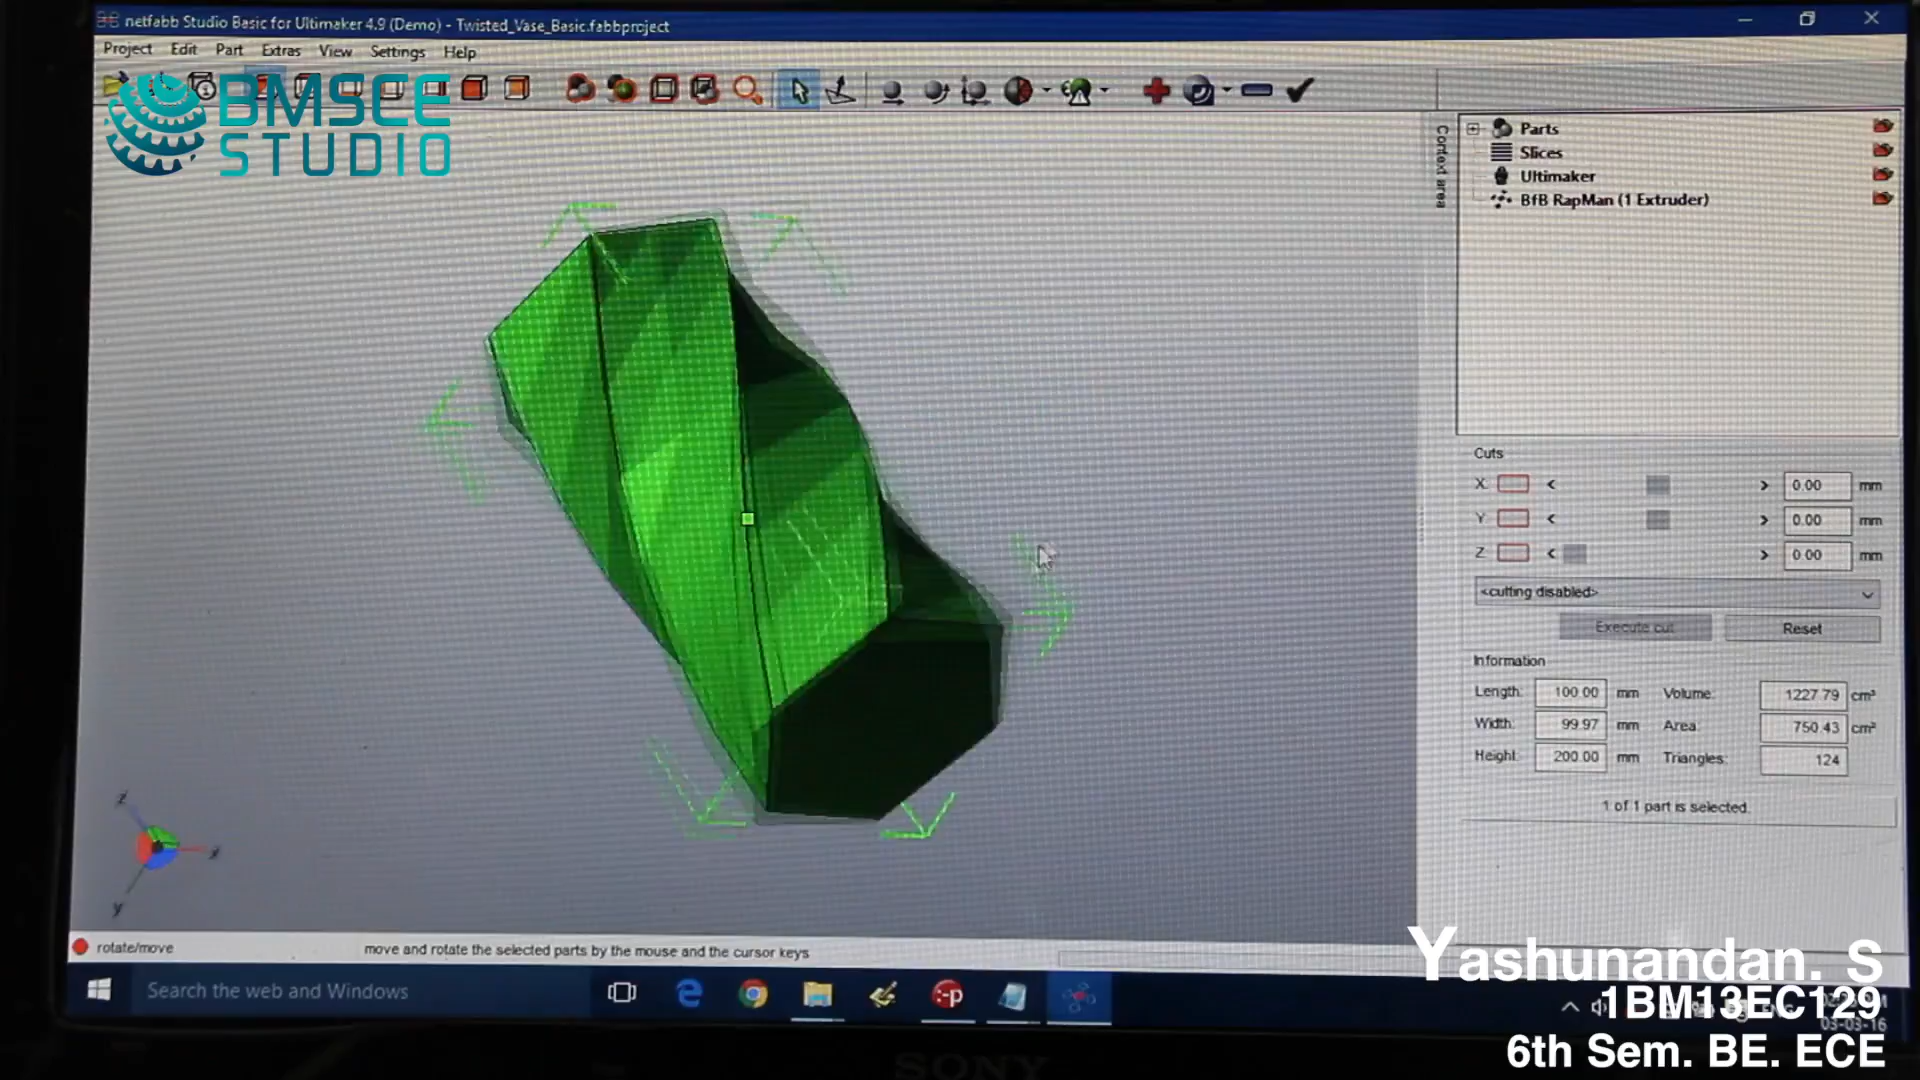 netfabb Studio Basic for Ultimaker 4.9 (Demo) - Twisted_Vase_Basic.fabbproject
Project Edit Part Extras View Settings Help
BMSCE
STUDIO
Context area
Parts
Slices
Ultimaker
BfB RapMan (1 Extruder)
Cuts
X: < > 0.00 mm
Y: < > 0.00 mm
Z: < > 0.00 mm
<cutting disabled>
Execute cut Reset
Information
Length: 100.00 mm Volume: 1227.79 cm³
Width: 99.97 mm Area: 750.43 cm²
Height: 200.00 mm Triangles: 124
1 of 1 part is selected.
z
x
y
rotate/move move and rotate the selected parts by the mouse and the cursor keys
Search the web and Windows
:-p
03-03-16
Yashunandan. S
1BM13EC129
6th Sem. BE. ECE
SONY